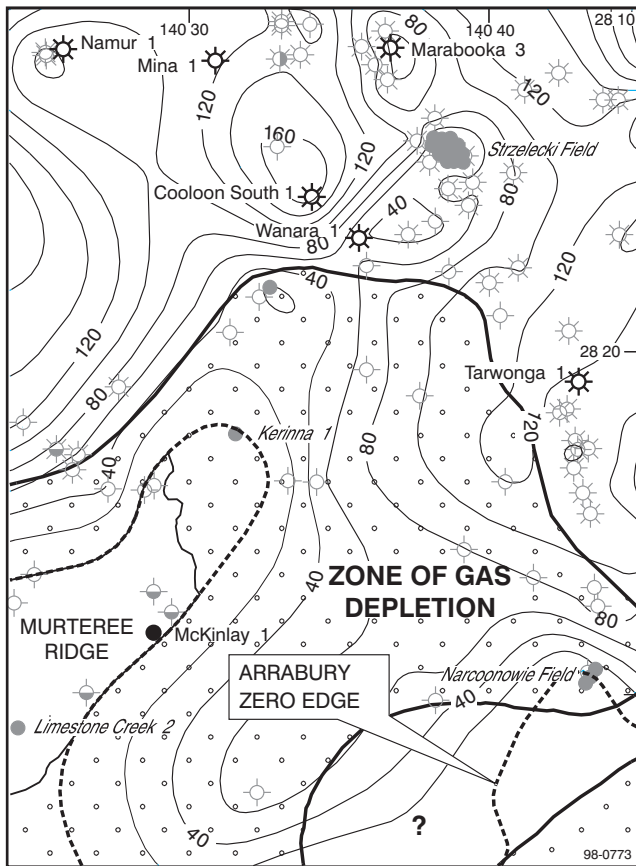 140 30
140 40
28 10
Namur 1
Mina 1
Marabooka 3
80
120
120
120
160
120
Strzelecki Field
Cooloon South 1
80
40
Wanara 1
80
120
40
28 20
120
Tarwonga 1
80
120
80
Kerinna 1
40
40
ZONE OF GAS
DEPLETION
MURTEREE
RIDGE
McKinlay 1
80
ARRABURY
ZERO EDGE
Narcoonowie Field
40
40
Limestone Creek 2
40
?
98-0773